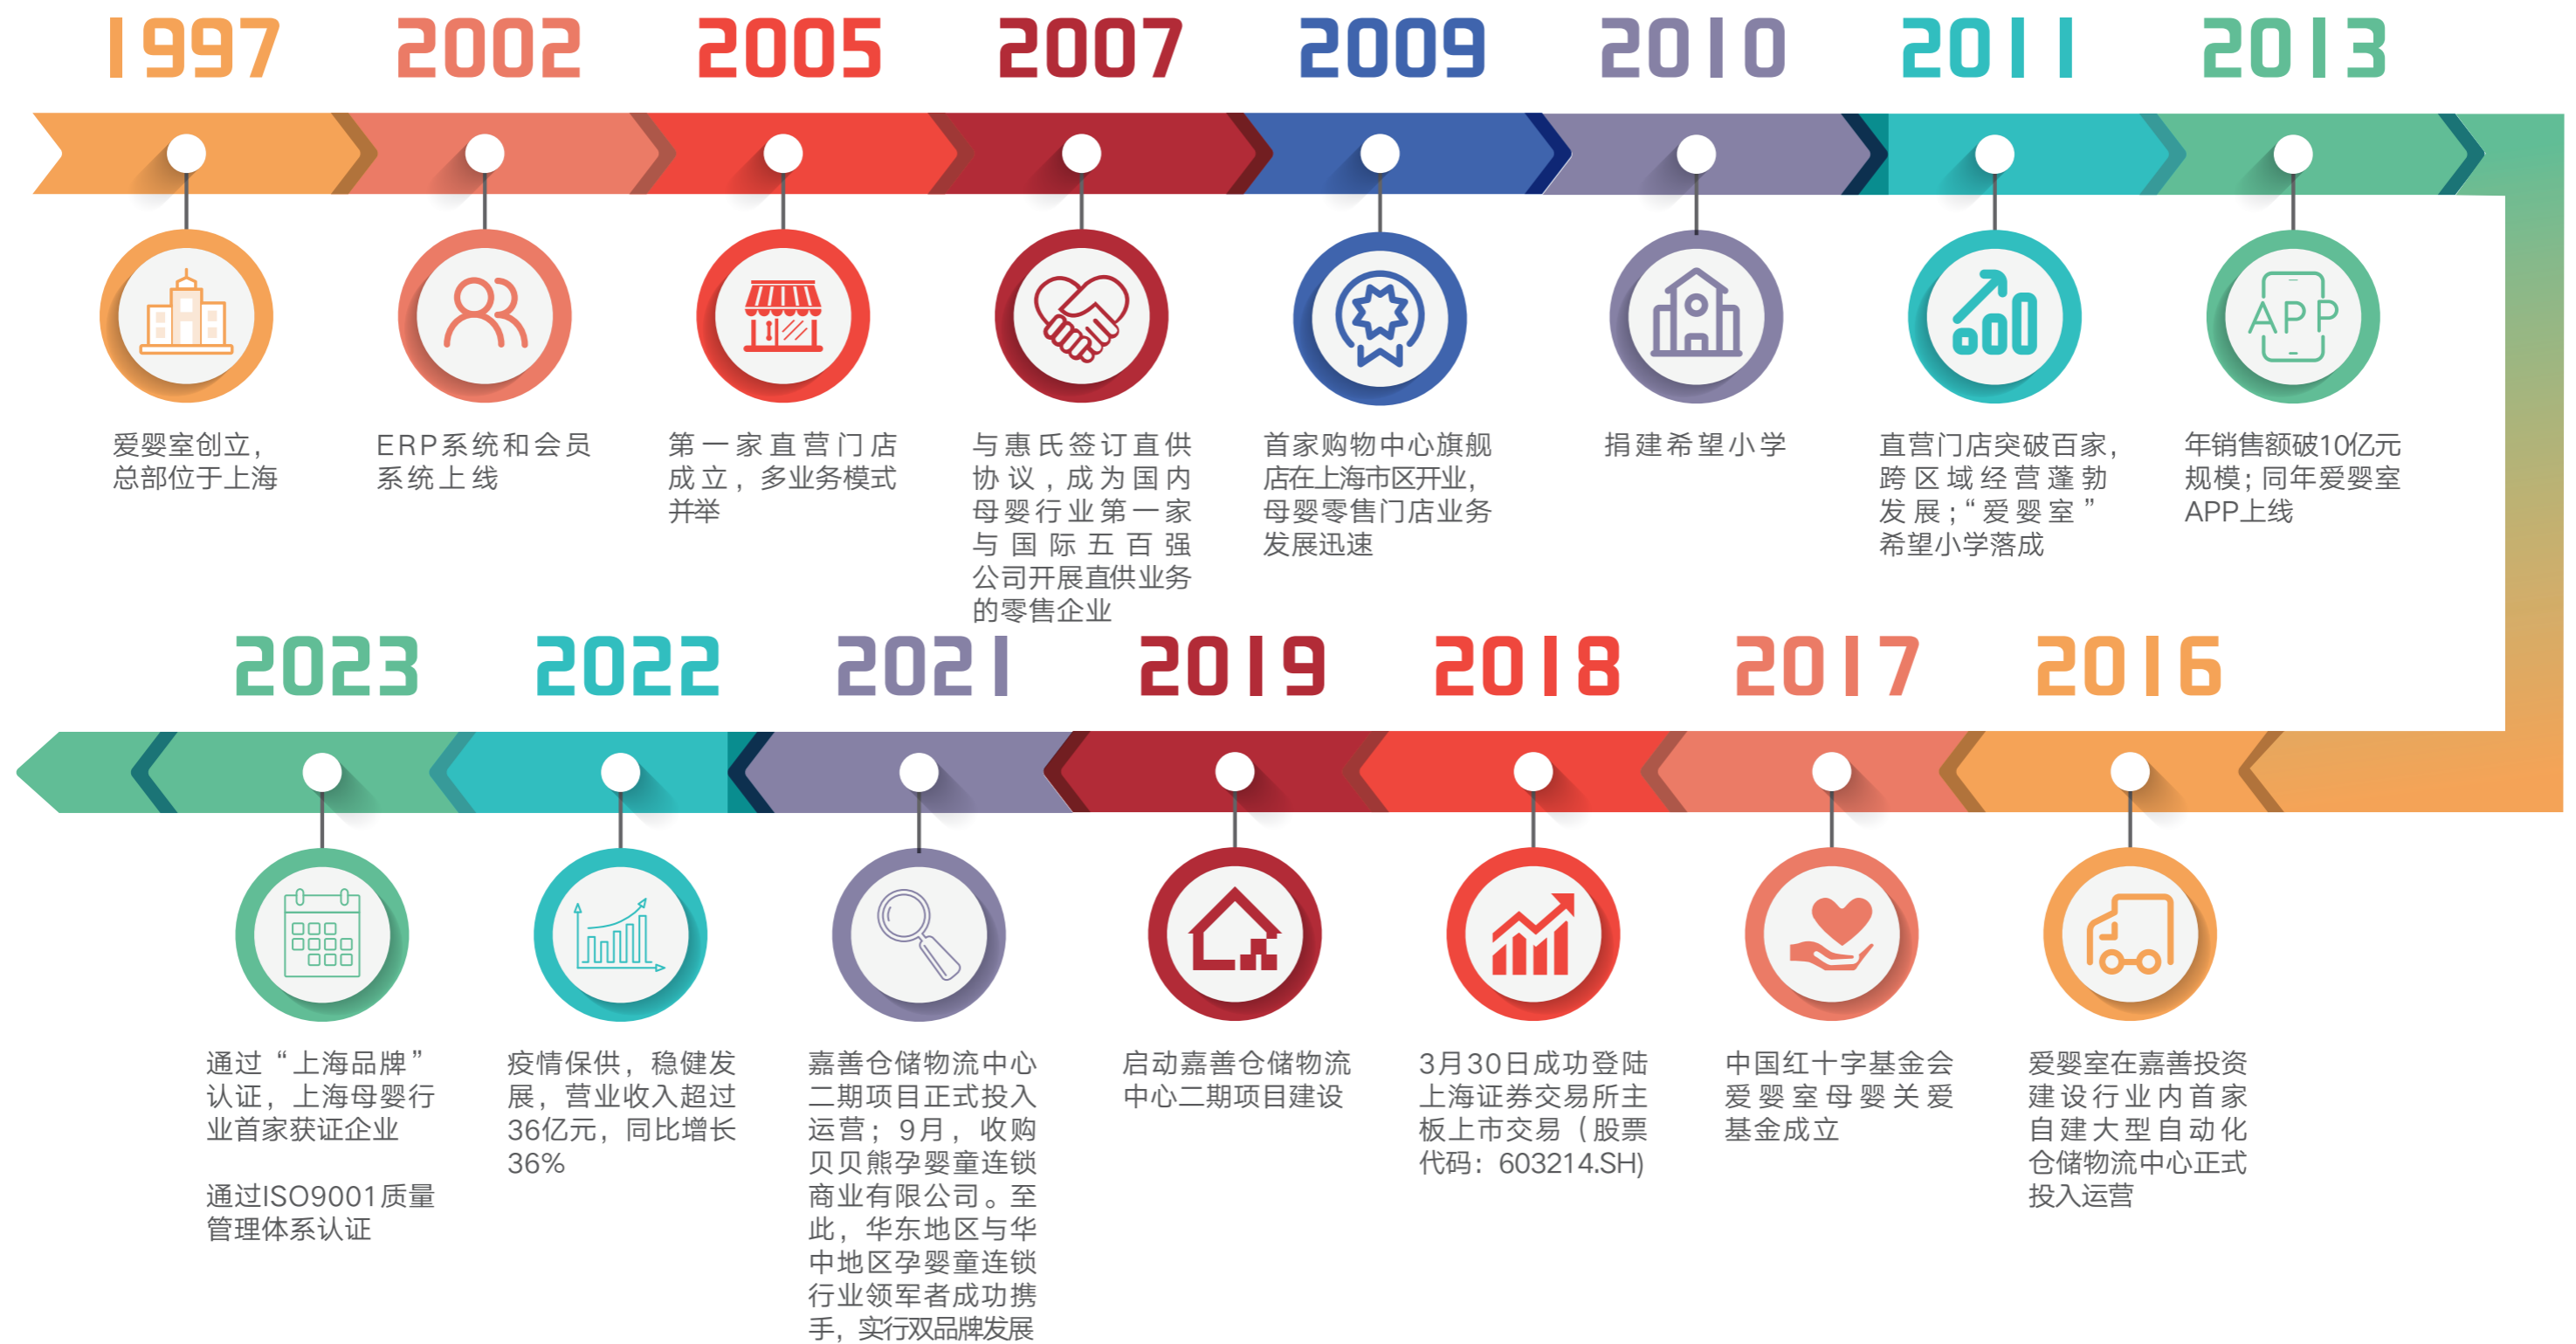 1997
爱婴室创立，
总部位于上海
2002
ERP系统和会员
系统上线
2005
第一家直营门店
成立，多业务模式
并举
2007
与惠氏签订直供
协议，成为国内
母婴行业第一家
与国际五百强
公司开展直供业务
的零售企业
2009
首家购物中心旗舰
店在上海市区开业，
母婴零售门店业务
发展迅速
2010
捐建希望小学
2011
直营门店突破百家，
跨区域经营蓬勃
发展；“爱婴室”
希望小学落成
2013
APP
年销售额破10亿元
规模；同年爱婴室
APP上线
2016
爱婴室在嘉善投资
建设行业内首家
自建大型自动化
仓储物流中心正式
投入运营
2017
中国红十字基金会
爱婴室母婴关爱
基金成立
2018
3月30日成功登陆
上海证券交易所主
板上市交易（股票
代码：603214.SH)
2019
启动嘉善仓储物流
中心二期项目建设
2021
嘉善仓储物流中心
二期项目正式投入
运营；9月，收购
贝贝熊孕婴童连锁
商业有限公司。至
此，华东地区与华
中地区孕婴童连锁
行业领军者成功携
手，实行双品牌发展
2022
疫情保供，稳健发
展，营业收入超过
36亿元，同比增长
36%
2023
通过“上海品牌”
认证，上海母婴行
业首家获证企业
通过ISO9001质量
管理体系认证